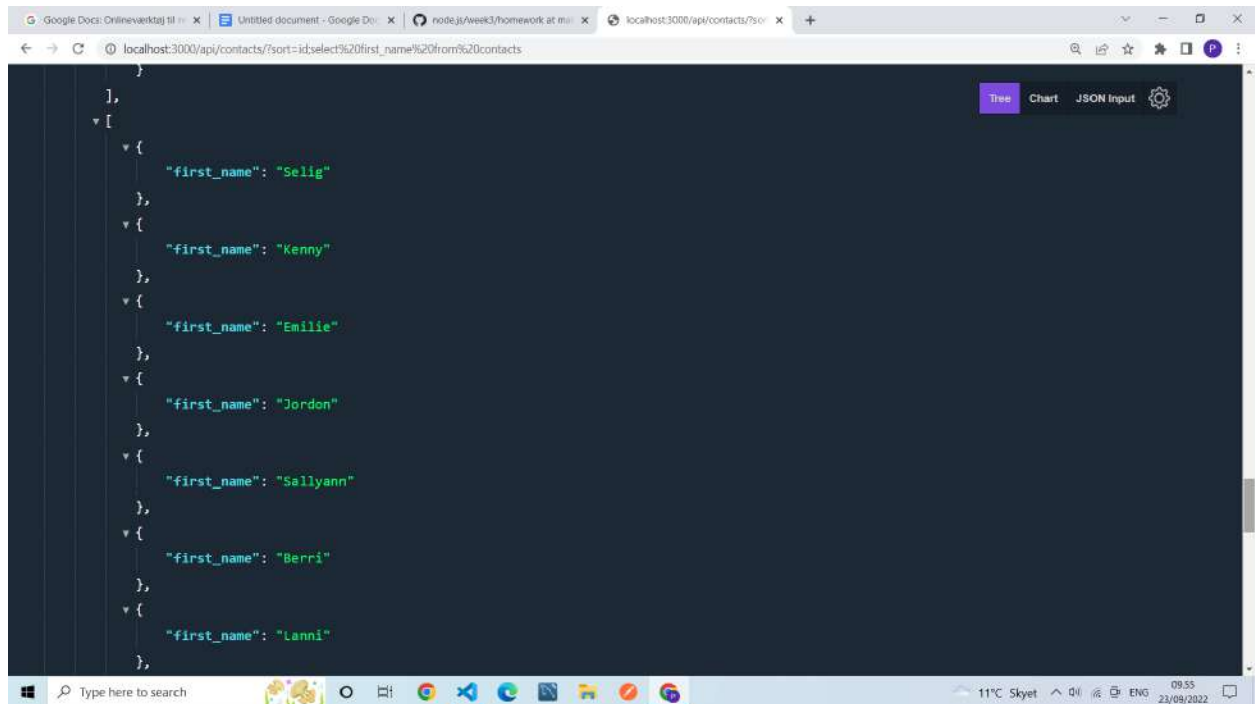 Google Docs: Onlineværktøj til r
Untitled document - Google Do
node.js/week3/homework at ma
localhost:3000/api/contacts/?sor
localhost:3000/api/contacts/?sort=id;select%20first_name%20from%20contacts
Tree Chart JSON Input
}
],
[
{
"first_name": "Selig"
},
{
"first_name": "Kenny"
},
{
"first_name": "Emilie"
},
{
"first_name": "Jordon"
},
{
"first_name": "Sallyann"
},
{
"first_name": "Berri"
},
{
"first_name": "Lanni"
},
P
Type here to search
11°C Skyet
ENG
09.55
23/09/2022